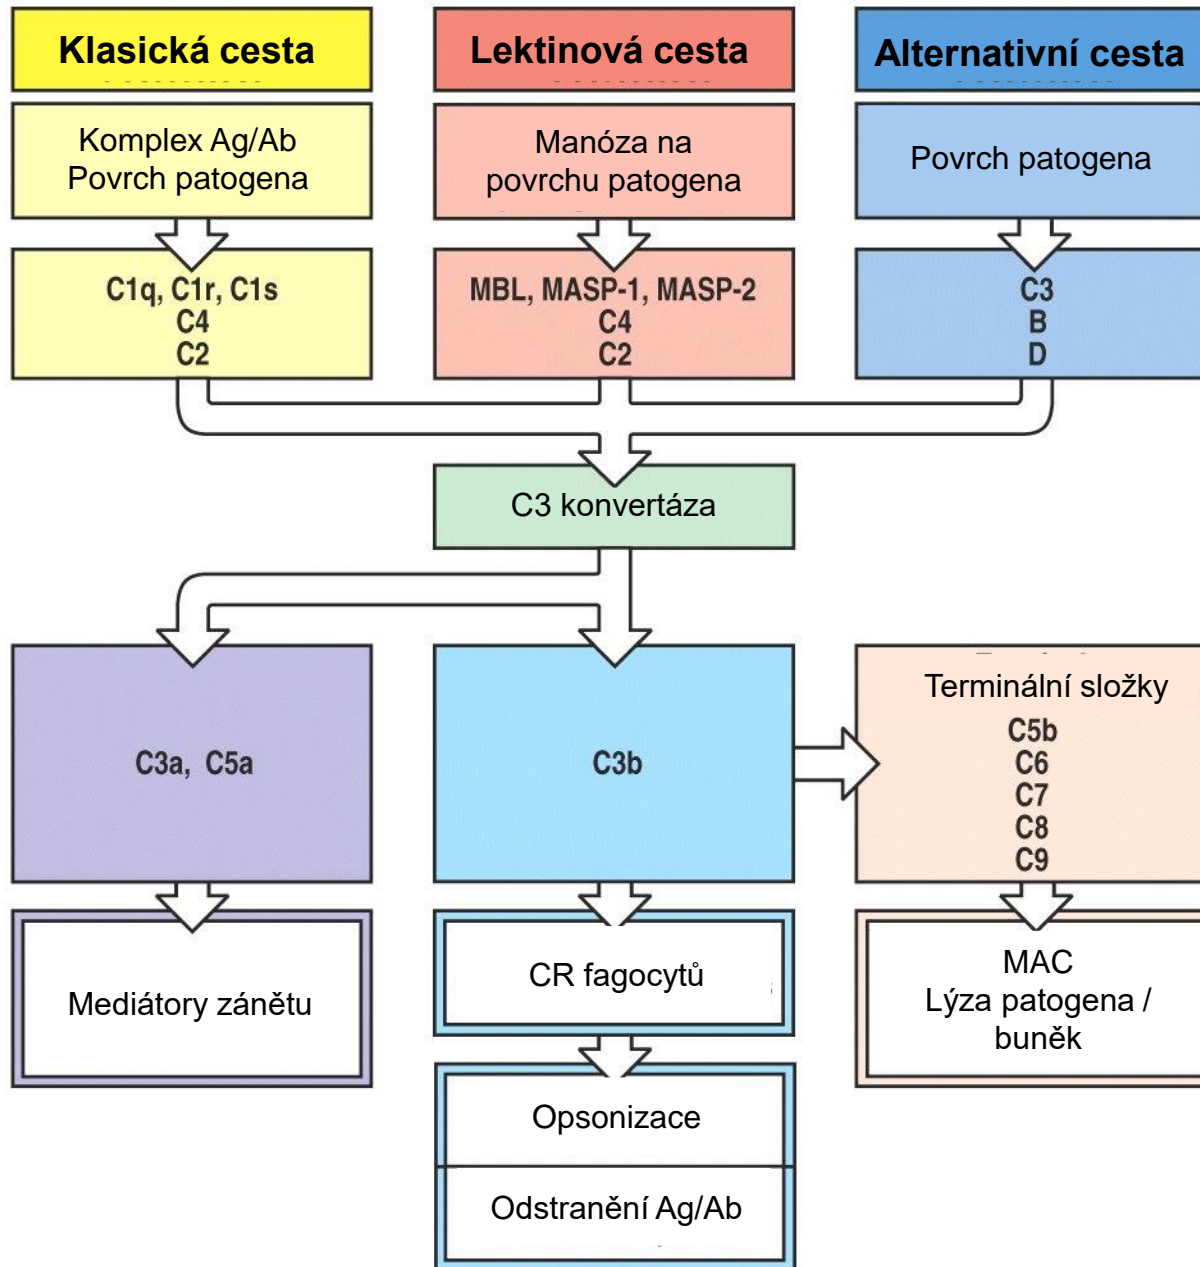 Klasická cesta
Lektinová cesta
Alternativní cesta
Komplex Ag/Ab
Povrch patogena
Manóza na
povrchu patogena
Povrch patogena
C1q, C1r, C1s
C4
C2
MBL, MASP-1, MASP-2
C4
C2
C3
B
D
C3 konvertáza
C3a, C5a
C3b
Terminální složky
C5b
C6
C7
C8
C9
Mediátory zánětu
CR fagocytů
MAC
Lýza patogena /
buněk
Opsonizace
Odstranění Ag/Ab